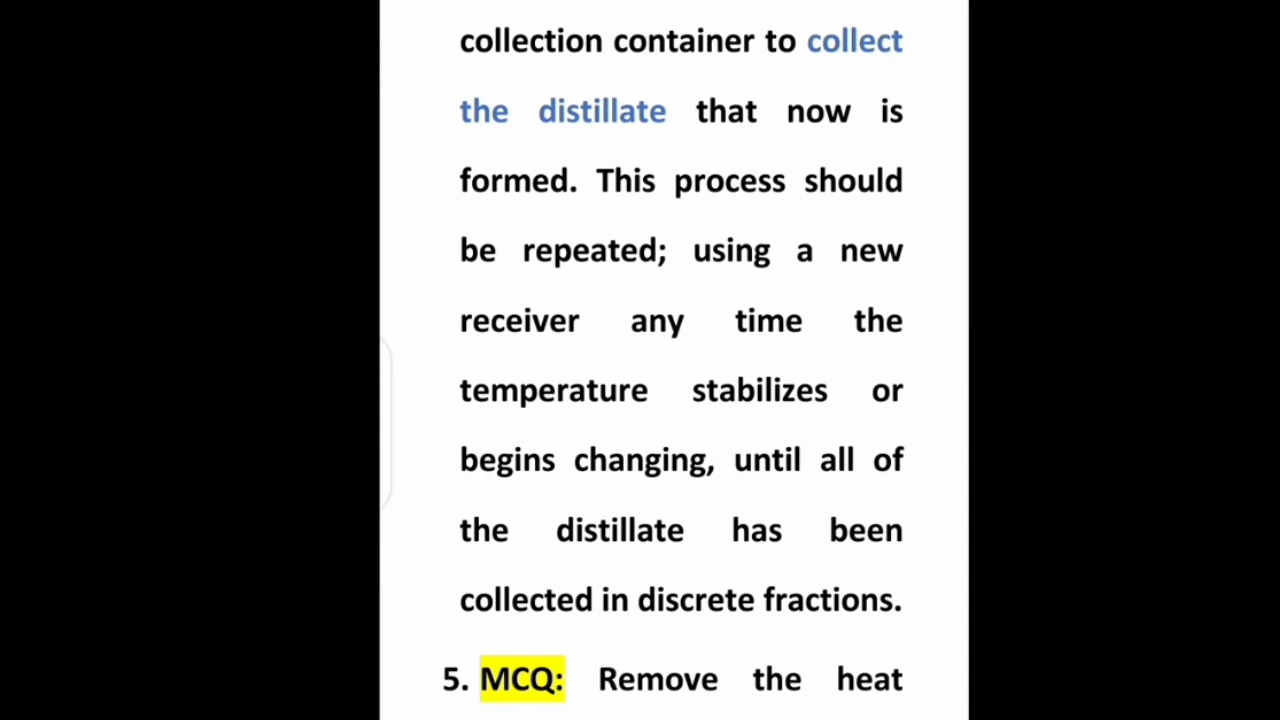 collection container to collect
the distillate that now is
formed. This process should
be repeated; using a new
receiver any time the
temperature stabilizes or
begins changing, until all of
the distillate has been
collected in discrete fractions.
5. MCQ: Remove the heat